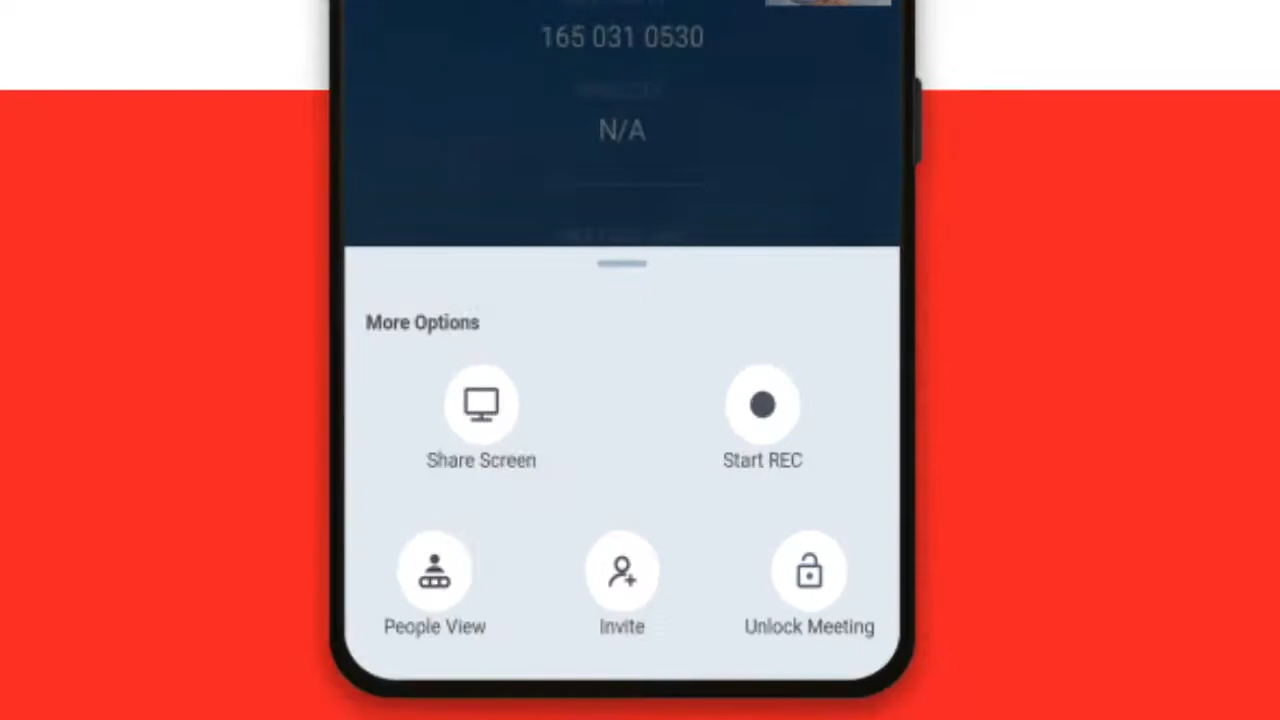 165 031 0530
N/A
More Options
Share Screen
Start REC
People View
Invite
Unlock Meeting